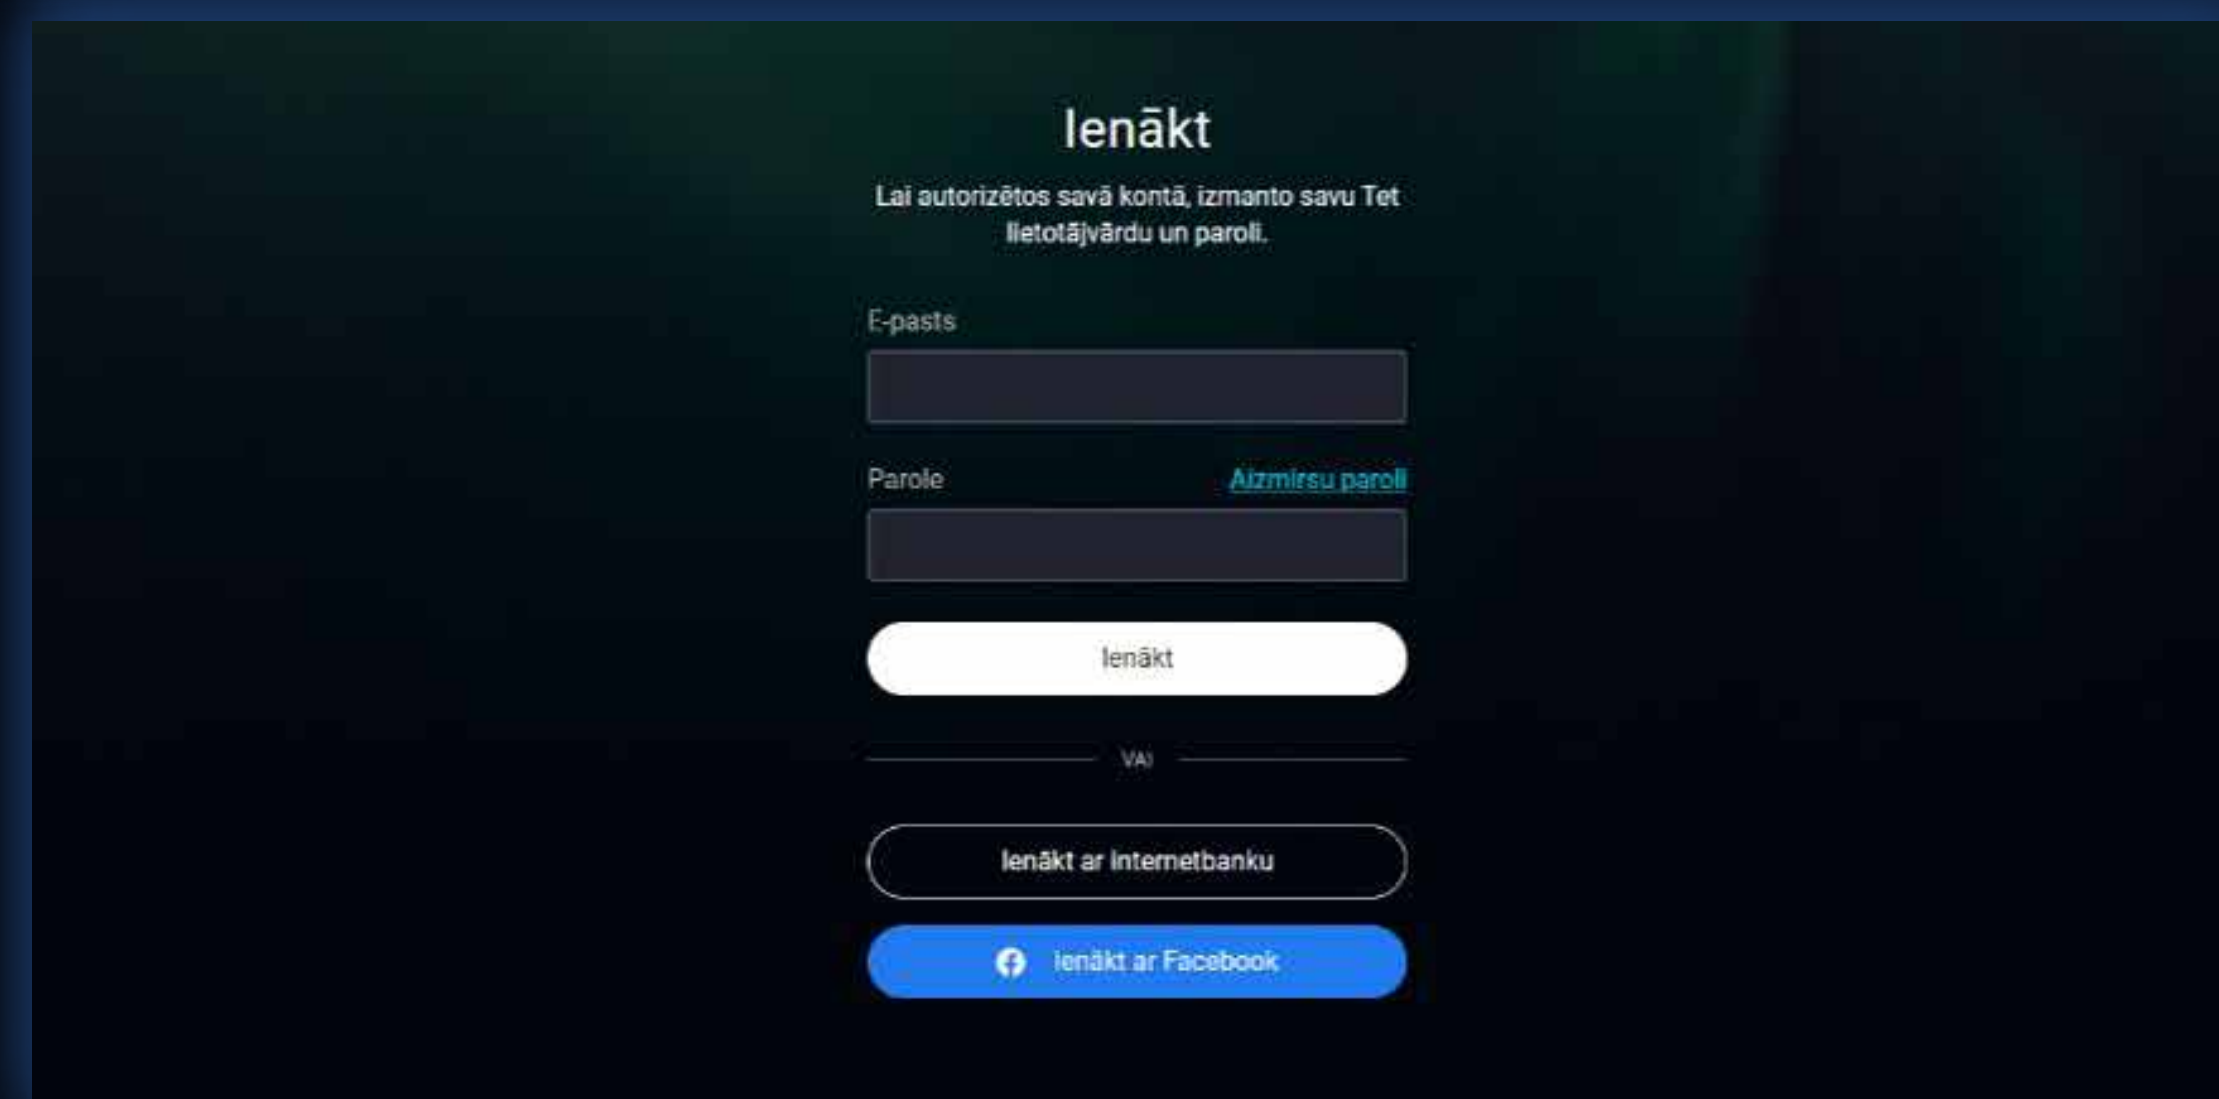 Ienākt
Lai autorizētos savā kontā, izmanto savu Tet
lietotājvārdu un paroli.
E-pasts
Parole
Aizmirsu paroli
Ienākt
VAI
Ienākt ar internetbanku
Ienākt ar Facebook